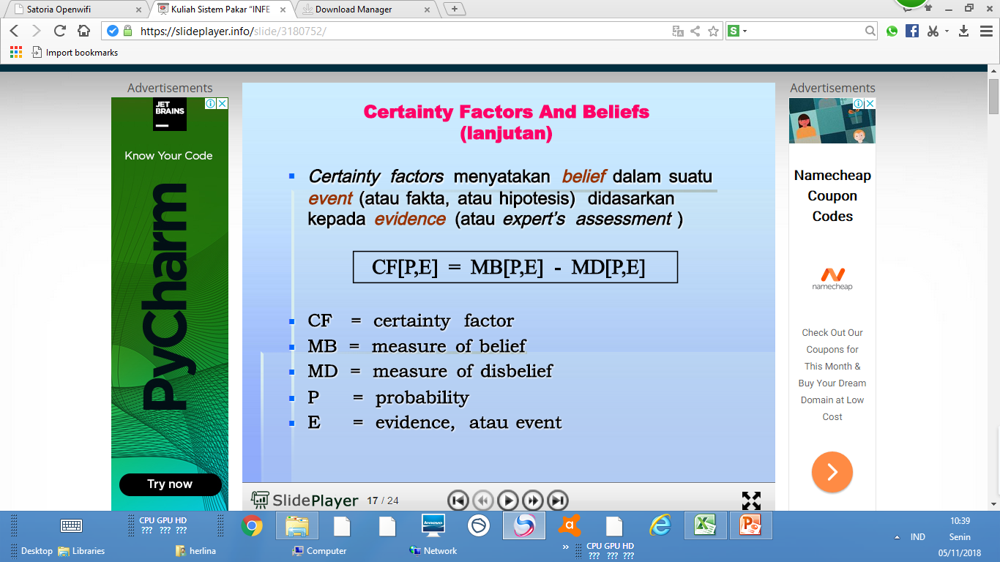 Satoria Openwifi
Kuliah Sistem Pakar "INFE
Download Manager
https://slideplayer.info/slide/3180752/
S
Import bookmarks
Advertisements
JET
BRAINS
Know Your Code
PyCharm
Try now
Certainty Factors And Beliefs
(lanjutan)
Certainty factors menyatakan belief dalam suatu
event (atau fakta, atau hipotesis) didasarkan
kepada evidence (atau expert's assessment )
CF[P,E] = MB[P,E] - MD[P,E]
CF = certainty factor
MB = measure of belief
MD = measure of disbelief
P = probability
E = evidence, atau event
SlidePlayer 17 / 24
Advertisements
Namecheap
Coupon
Codes
namecheap
Check Out Our
Coupons for
This Month &
Buy Your Dream
Domain at Low
Cost
CPU GPU HD
??? ??? ???
lenovo
10:39
Desktop Libraries herlina Computer Network » CPU GPU HD IND Senin
??? ??? ???
05/11/2018